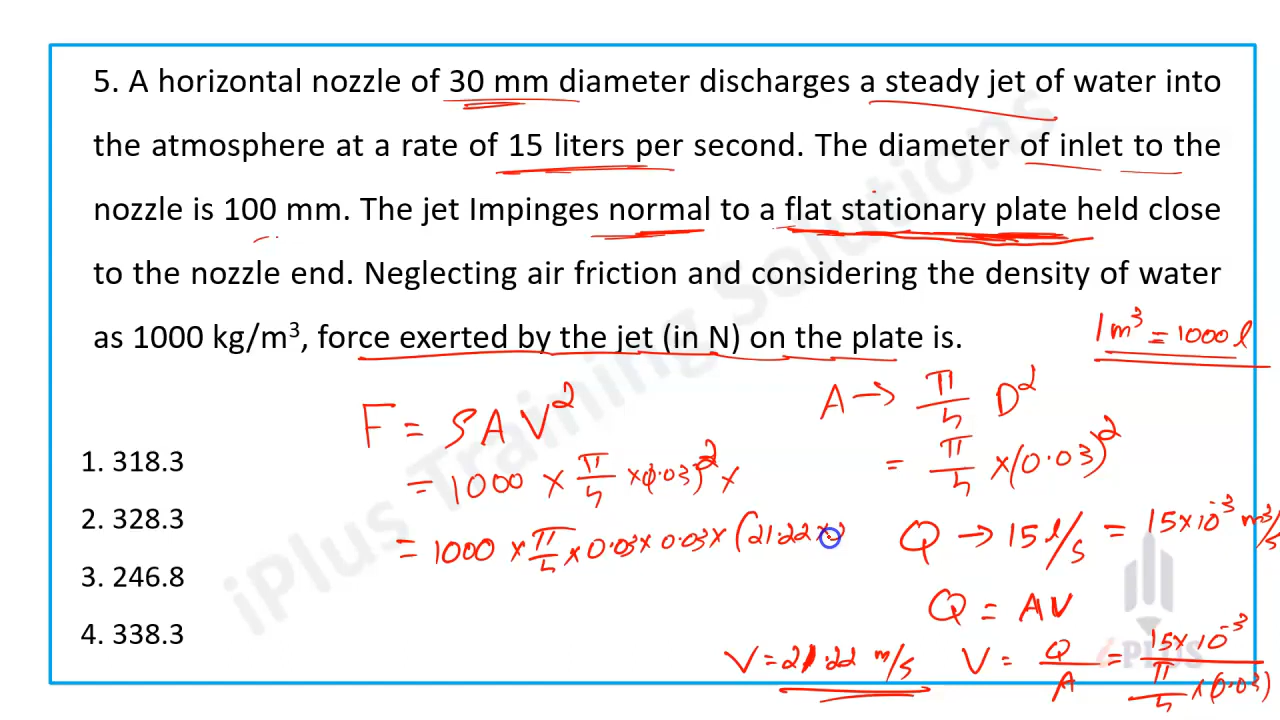 5. A horizontal nozzle of 30 mm diameter discharges a steady jet of water into
the atmosphere at a rate of 15 liters per second. The diameter of inlet to the
nozzle is 100 mm. The jet Impinges normal to a flat stationary plate held close
to the nozzle end. Neglecting air friction and considering the density of water
as 1000 kg/m³, force exerted by the jet (in N) on the plate is.
1m³ = 1000 l
F = ρAV²
A → π/4 D²
1. 318.3
= 1000 × π/4 × (0.03)² ×
= π/4 × (0.03)²
2. 328.3
= 1000 × π/4 × 0.03 × 0.03 × (21.22 ×
Q → 15 l/s = 15×10⁻³ m³/s
3. 246.8
Q = AV
4. 338.3
V = 21.22 m/s
V = Q/A = 15×10⁻³ / π/4 × (0.03)
iPlus Training Solutions
iPLUS